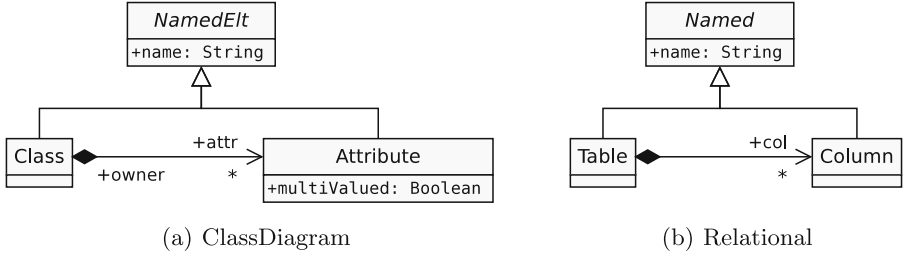 NamedElt
+name: String
Class
+attr
+owner
*
Attribute
+multiValued: Boolean
(a) ClassDiagram
Named
+name: String
Table
+col
*
Column
(b) Relational